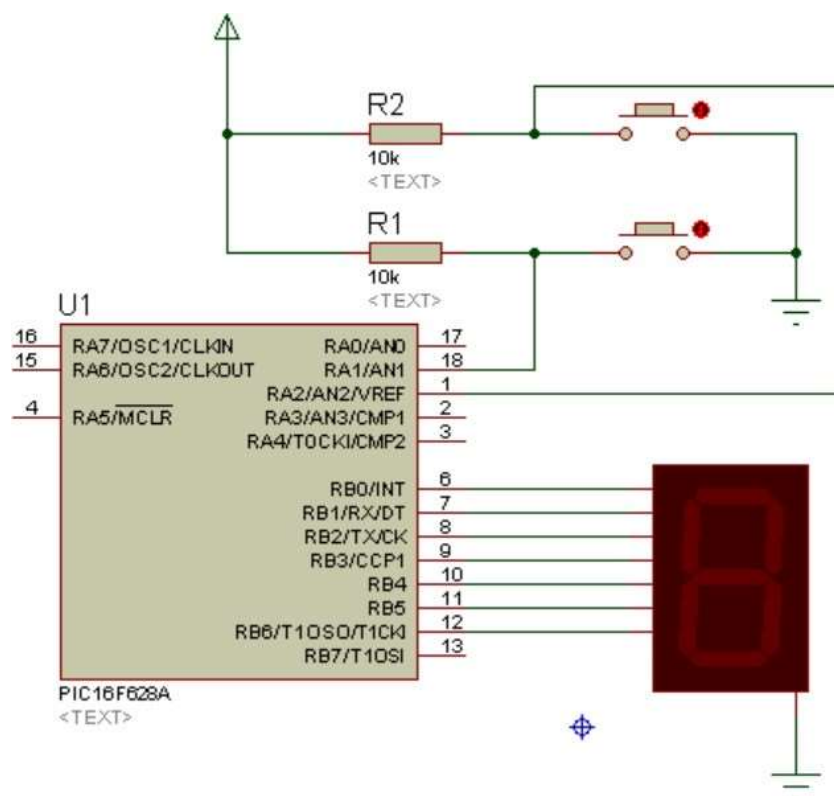 R2
10k
<TEXT>
R1
10k
<TEXT>
U1
16 RA7/OSC1/CLKIN RA0/AN0 17
15 RA6/OSC2/CLKOUT RA1/AN1 18
RA2/AN2/VREF 1
4 RA5/MCLR RA3/AN3/CMP1 2
RA4/T0CKI/CMP2 3
RB0/INT 6
RB1/RX/DT 7
RB2/TX/CK 8
RB3/CCP1 9
RB4 10
RB5 11
RB6/T1OSO/T1CKI 12
RB7/T1OSI 13
PIC16F628A
<TEXT>